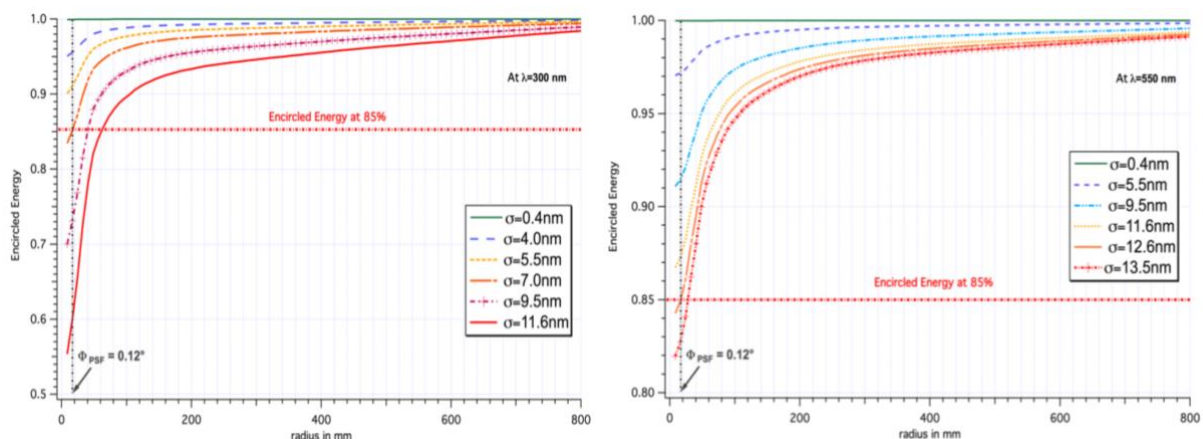 1.0
0.9
0.8
0.7
0.6
0.5
Encircled Energy
At λ=300 nm
Encircled Energy at 85%
σ=0.4nm
σ=4.0nm
σ=5.5nm
σ=7.0nm
σ=9.5nm
σ=11.6nm
Φ PSF = 0.12°
0 200 400 600 800
radius in mm
1.00
0.95
0.90
0.85
0.80
Encircled Energy
At λ=550 nm
σ=0.4nm
σ=5.5nm
σ=9.5nm
σ=11.6nm
σ=12.6nm
σ=13.5nm
Encircled Energy at 85%
Φ PSF = 0.12°
0 200 400 600 800
radius in mm